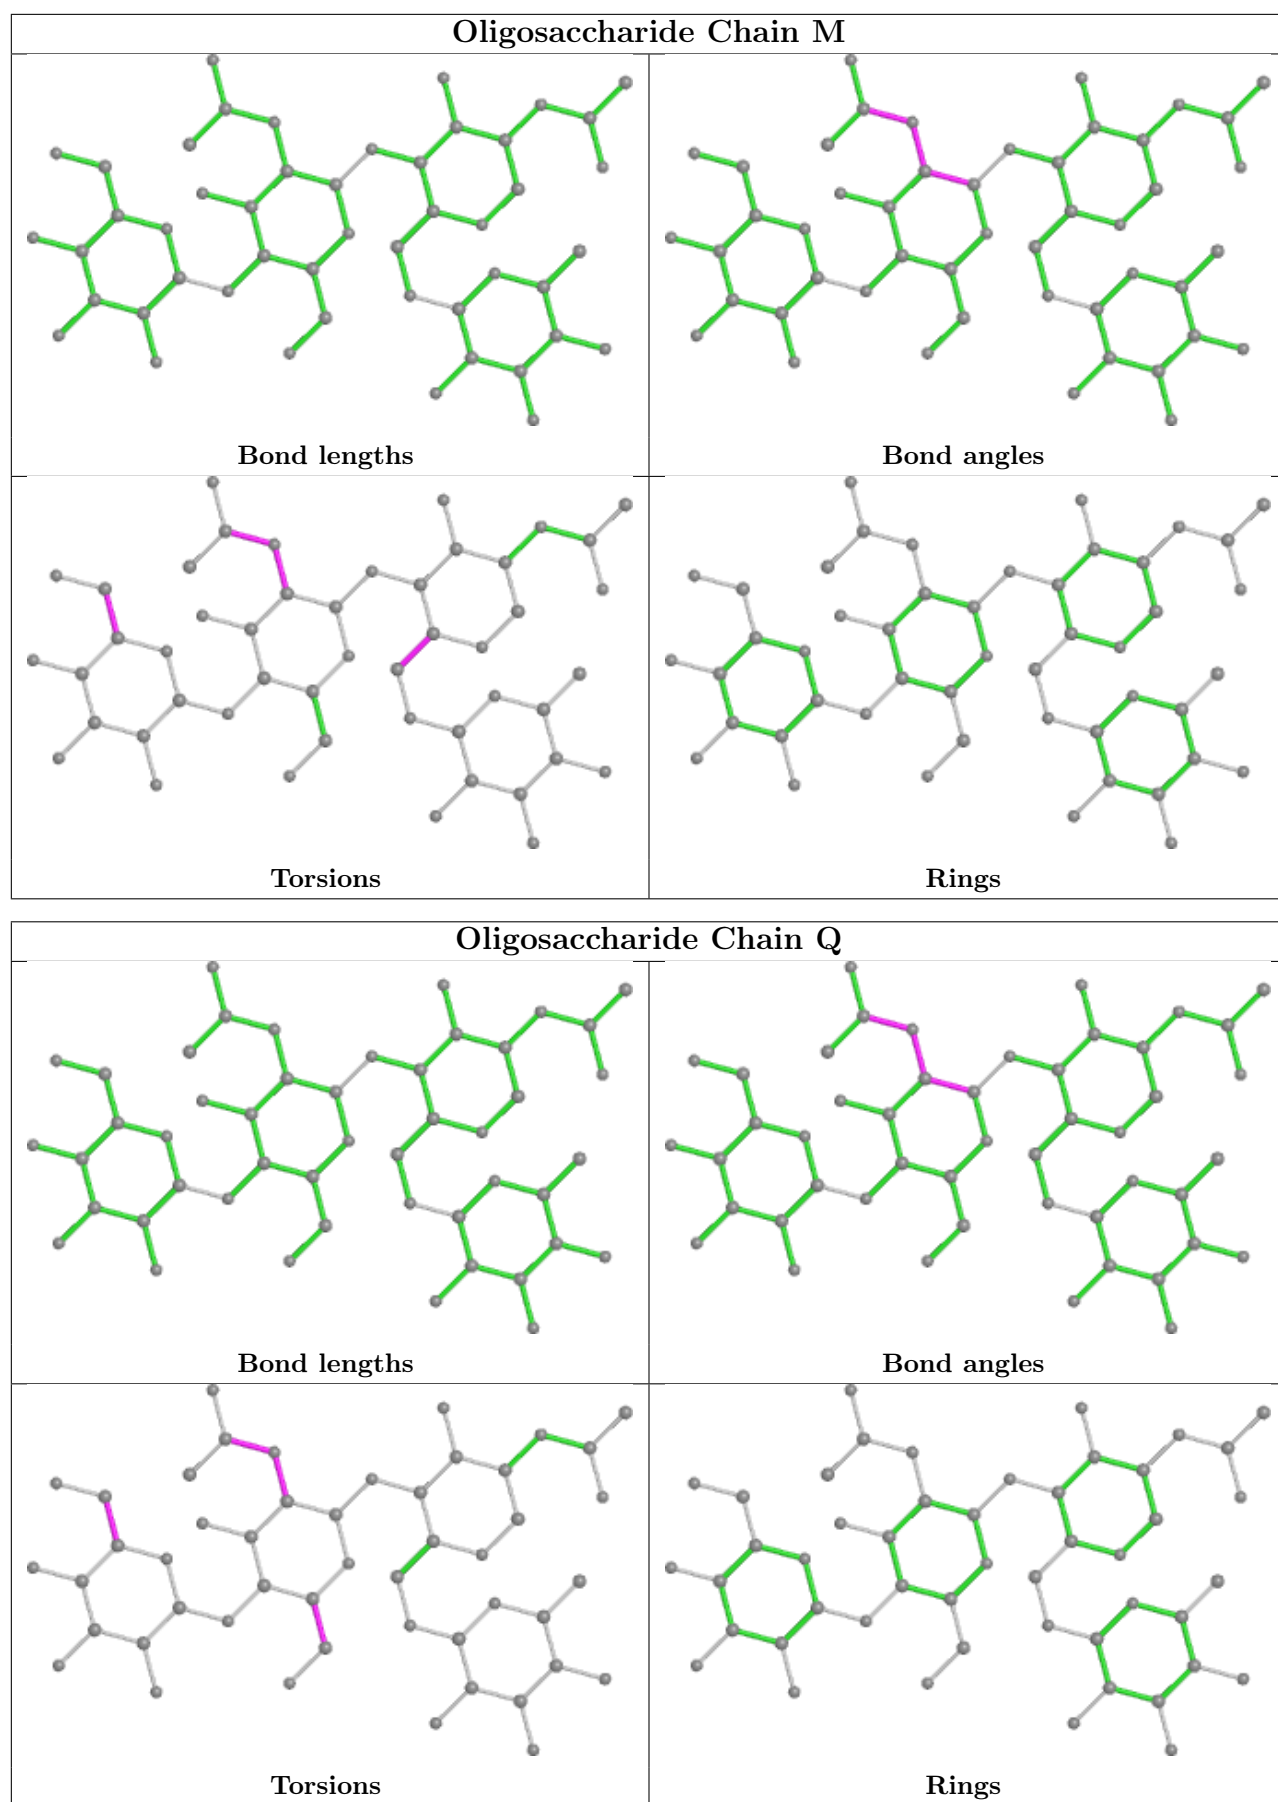 Oligosaccharide Chain M
Bond lengths
Bond angles
Torsions
Rings
Oligosaccharide Chain Q
Bond lengths
Bond angles
Torsions
Rings